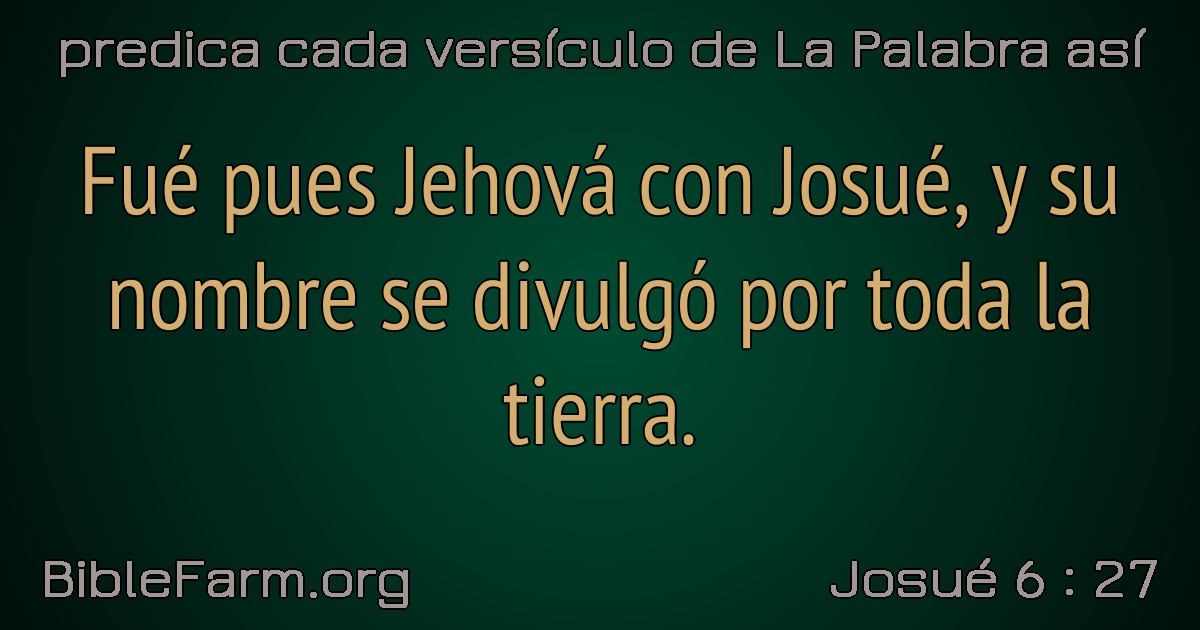 predica cada versículo de La Palabra así
Fué pues Jehová con Josué, y su
nombre se divulgó por toda la
tierra.
BibleFarm.org
Josué 6 : 27